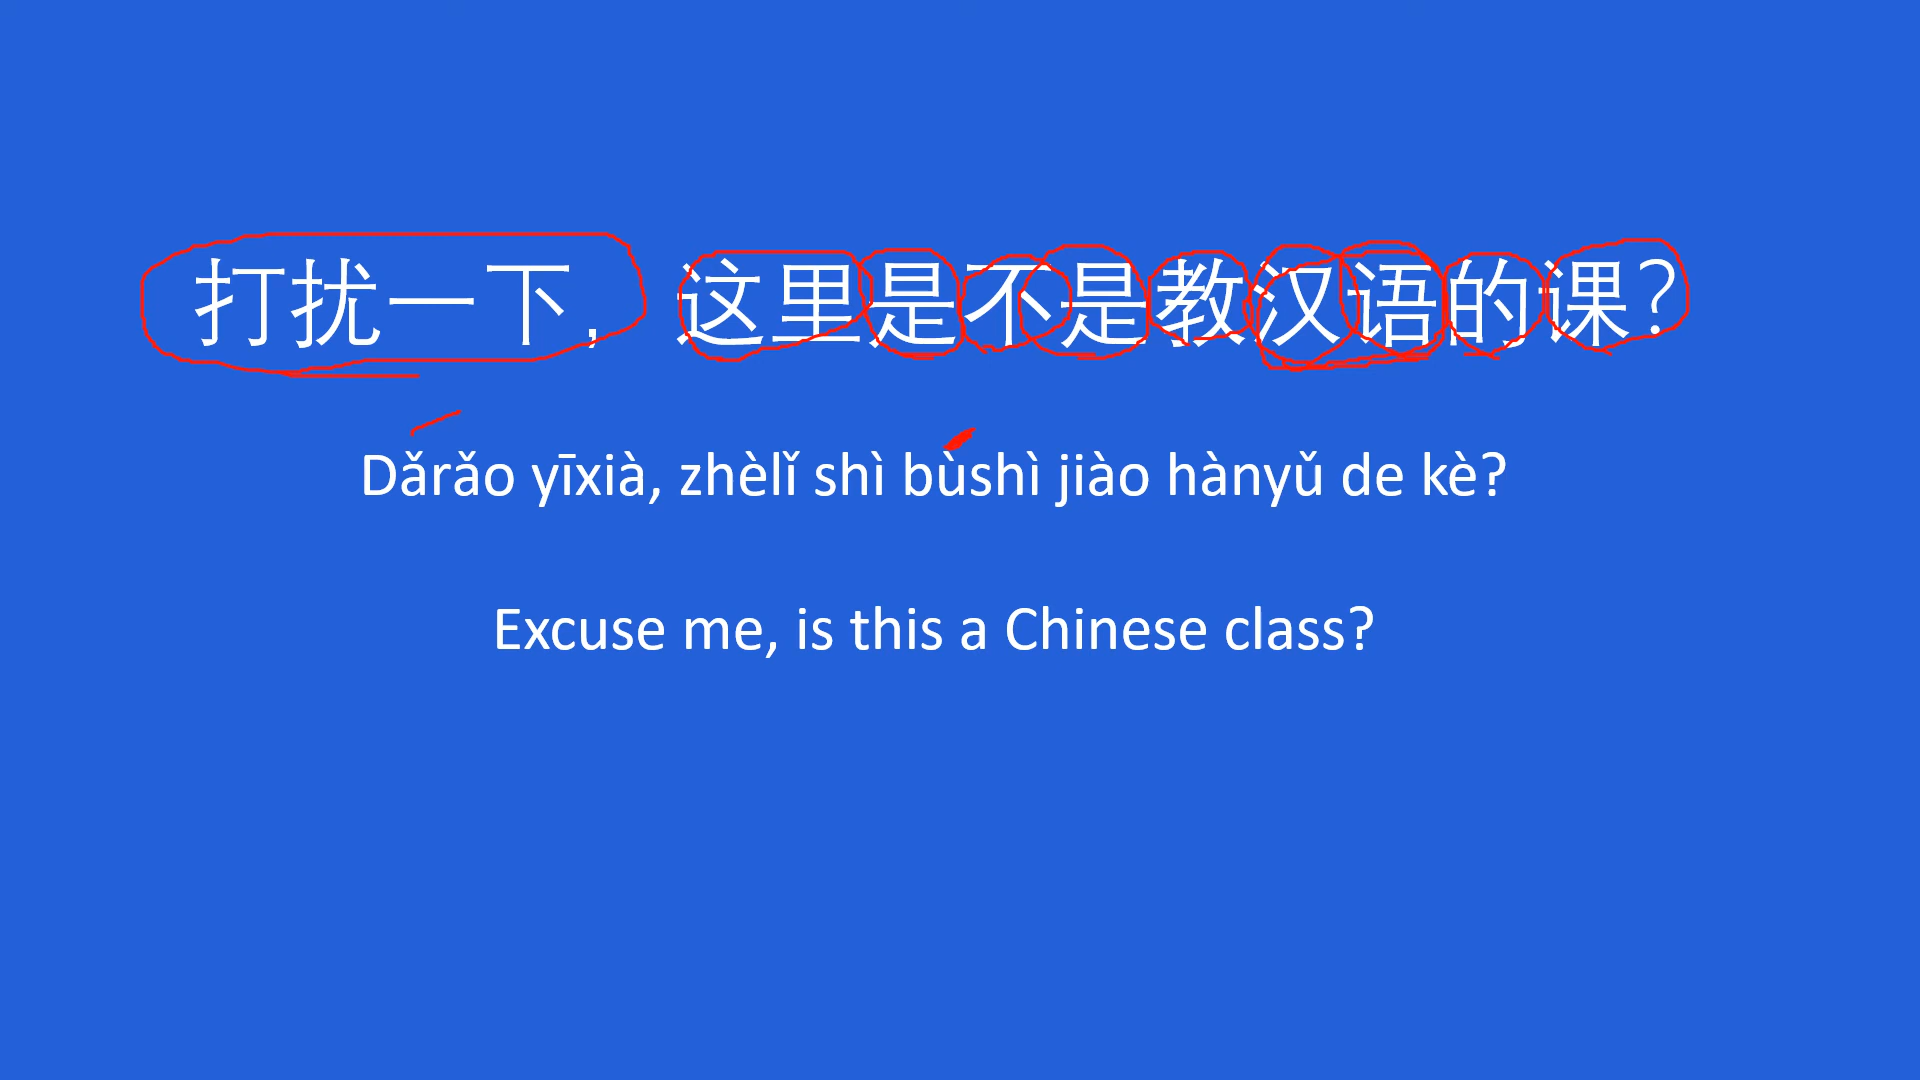 打扰一下, 这里是不是教汉语的课?
Dǎrǎo yīxià, zhèlǐ shì bùshì jiào hànyǔ de kè?
Excuse me, is this a Chinese class?